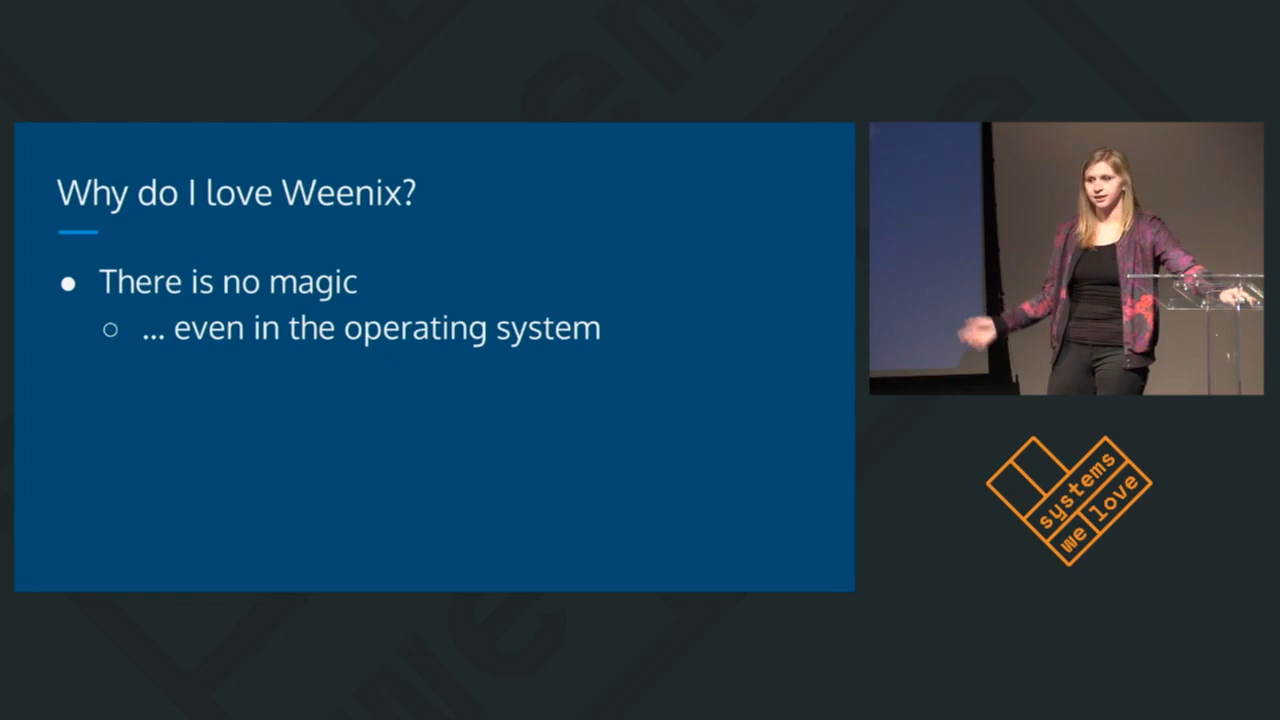 Why do I love Weenix?
● There is no magic
○ ... even in the operating system
systems
we love